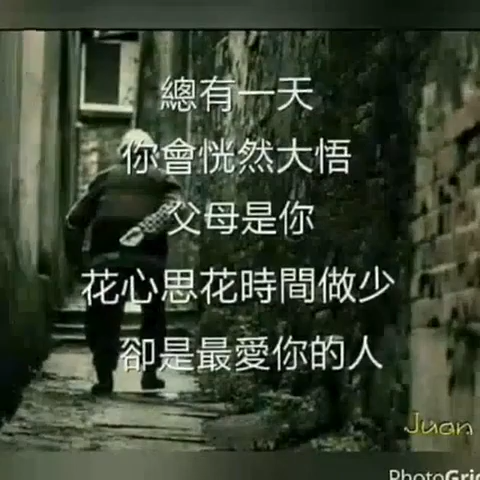 總有一天
你會恍然大悟
父母是你
花心思花時間做少
卻是最愛你的人
Juan
PhotoGri